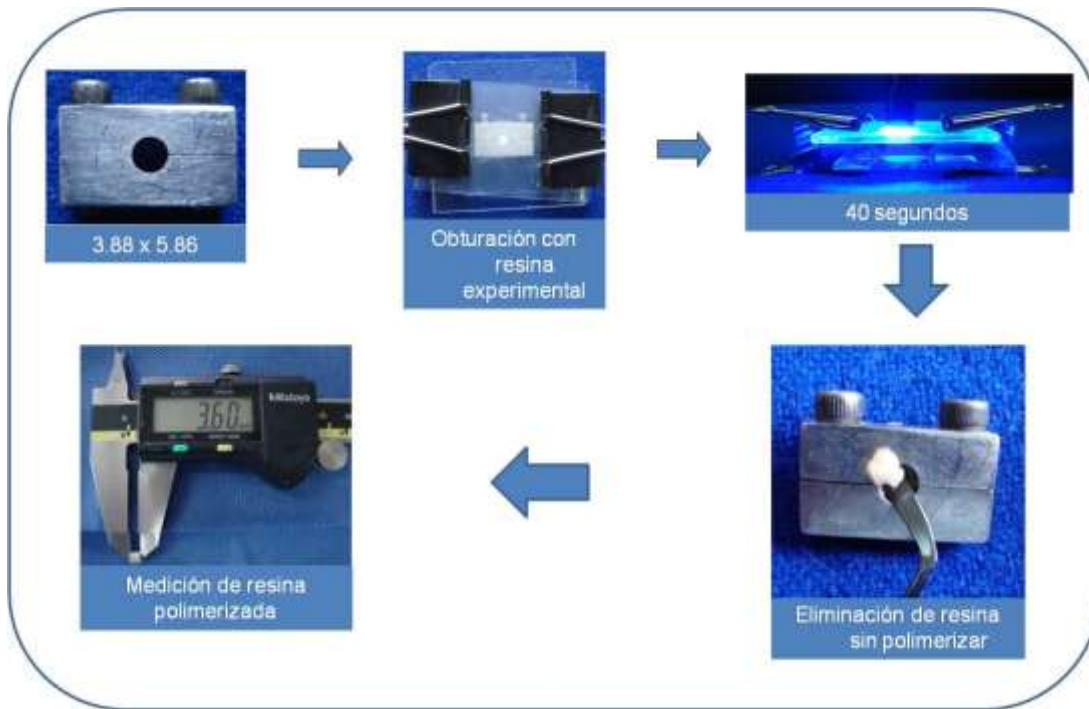 3.88 x 5.86
Obturación con
resina
experimental
40 segundos
Eliminación de resina
sin polimerizar
3.60
Mitutoyo
Medición de resina
polimerizada